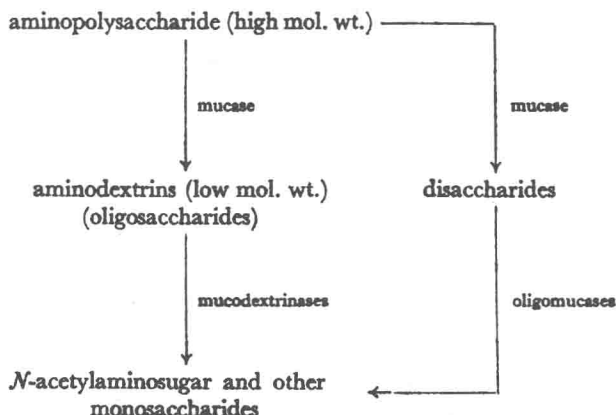 aminopolysaccharide (high mol. wt.)
mucase
mucase
aminodextrins (low mol. wt.)
(oligosaccharides)
disaccharides
mucodextrinases
oligomucases
N-acetylaminosugar and other
monosaccharides